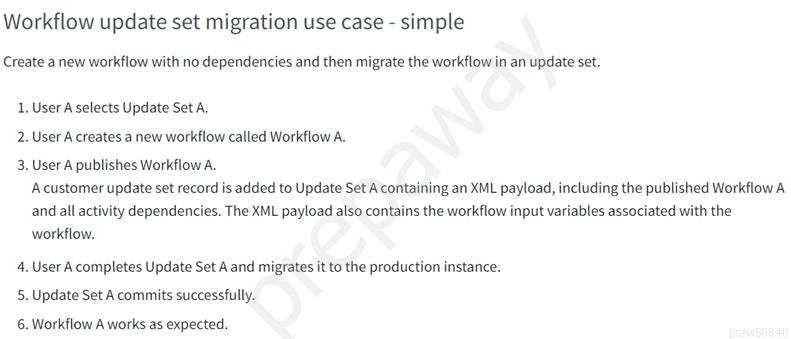 Workflow update set migration use case - simple
Create a new workflow with no dependencies and then migrate the workflow in an update set.
1. User A selects Update Set A.
2. User A creates a new workflow called Workflow A.
3. User A publishes Workflow A.
A customer update set record is added to Update Set A containing an XML payload, including the published Workflow A
and all activity dependencies. The XML payload also contains the workflow input variables associated with the
workflow.
4. User A completes Update Set A and migrates it to the production instance.
5. Update Set A commits successfully.
6. Workflow A works as expected.
prepaway